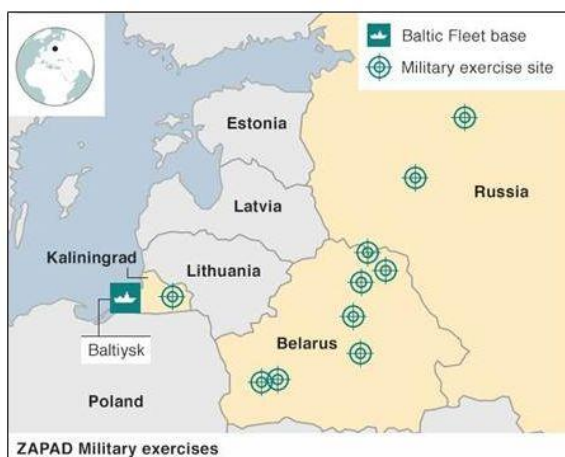 Baltic Fleet base
Military exercise site
Estonia
Russia
Latvia
Kaliningrad
Lithuania
Baltiysk
Belarus
Poland
ZAPAD Military exercises